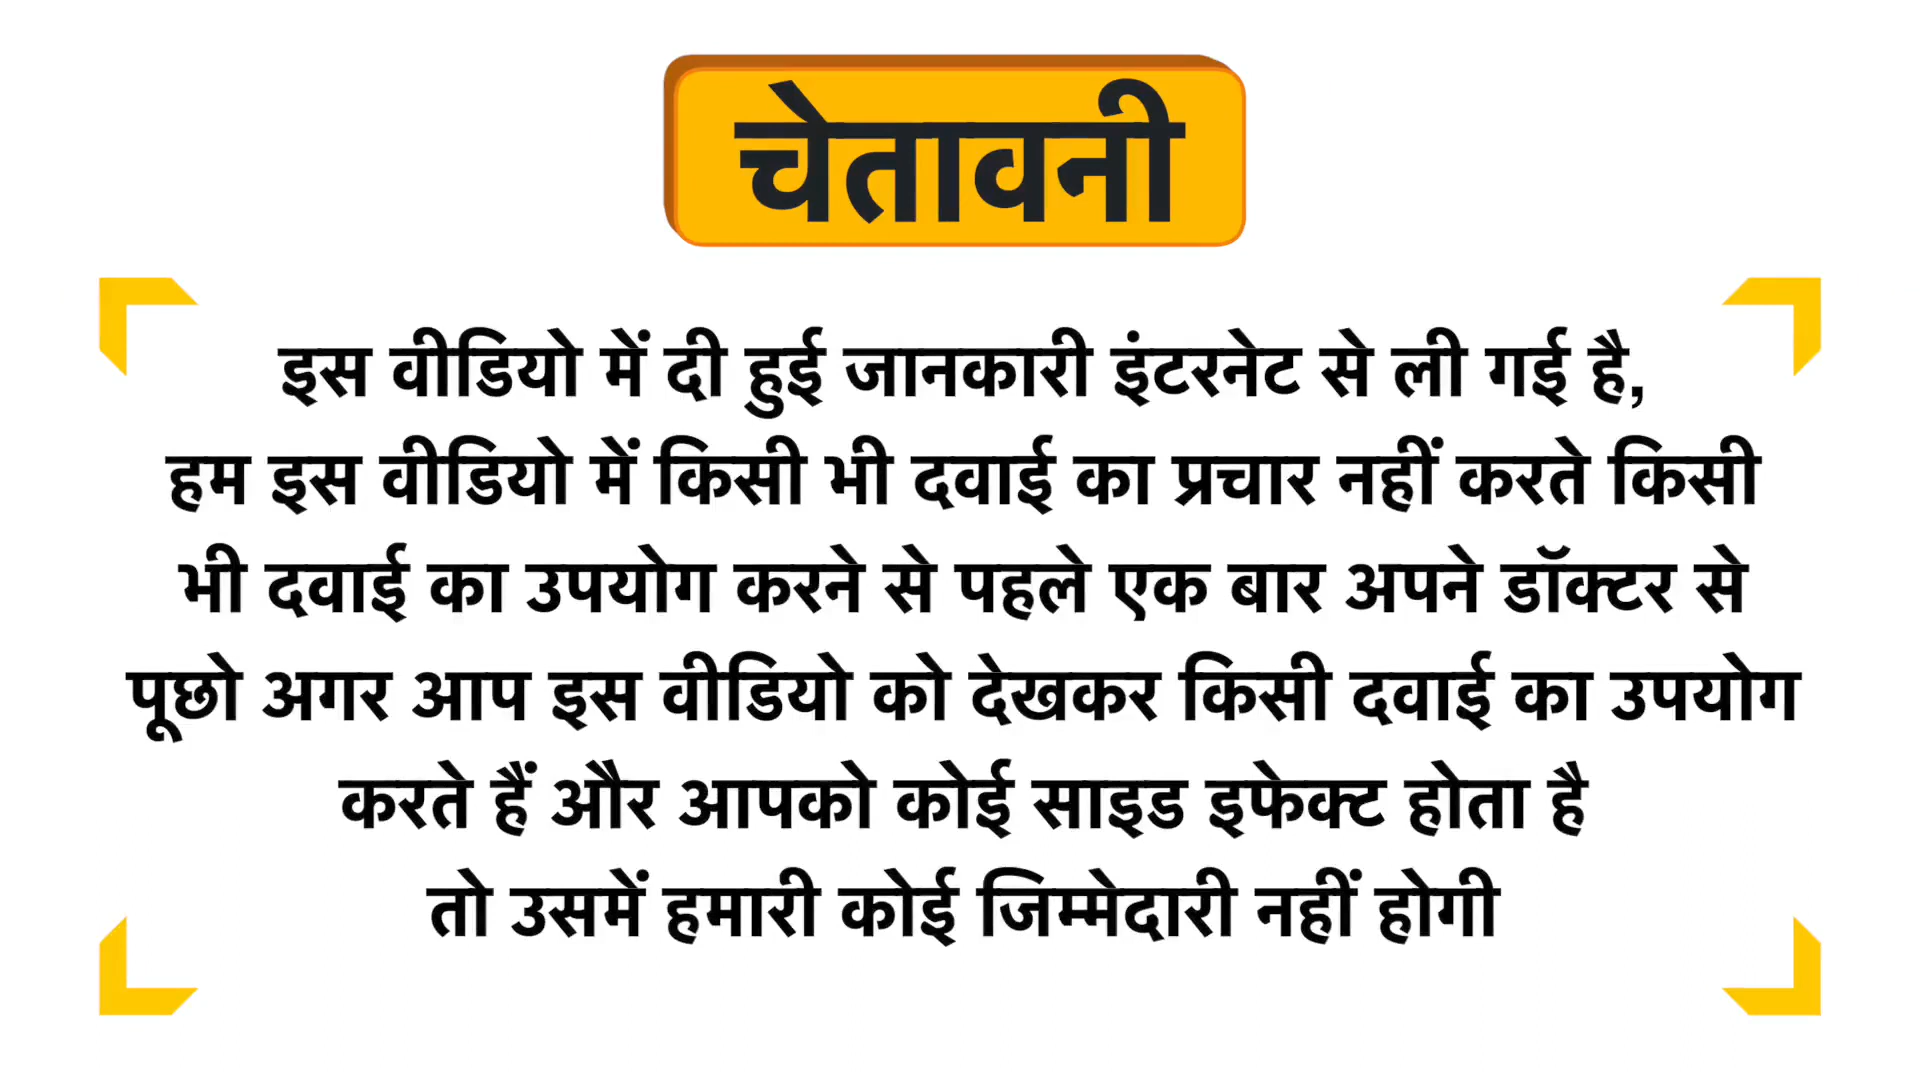 चेतावनी
इस वीडियो में दी हुई जानकारी इंटरनेट से ली गई है,
हम इस वीडियो में किसी भी दवाई का प्रचार नहीं करते किसी
भी दवाई का उपयोग करने से पहले एक बार अपने डॉक्टर से
पूछो अगर आप इस वीडियो को देखकर किसी दवाई का उपयोग
करते हैं और आपको कोई साइड इफेक्ट होता है
तो उसमें हमारी कोई जिम्मेदारी नहीं होगी